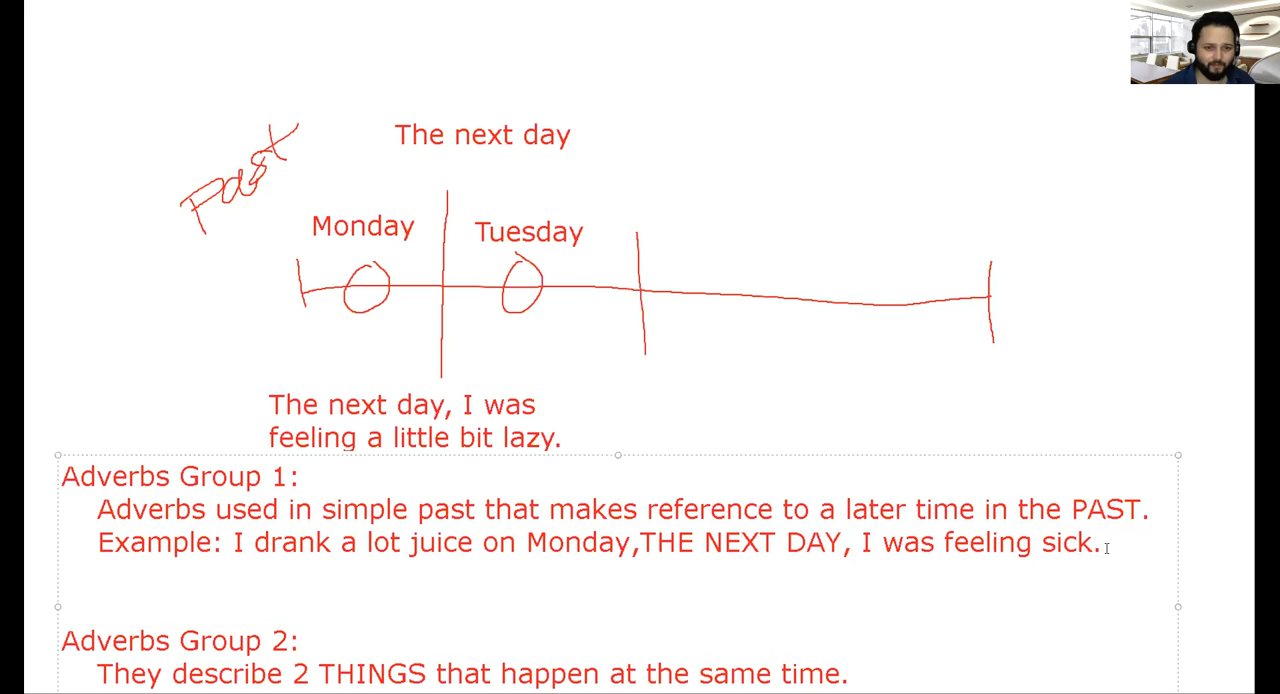 The next day
Past
Monday
Tuesday
The next day, I was
feeling a little bit lazy.
Adverbs Group 1:
Adverbs used in simple past that makes reference to a later time in the PAST.
Example: I drank a lot juice on Monday,THE NEXT DAY, I was feeling sick.
Adverbs Group 2:
They describe 2 THINGS that happen at the same time.